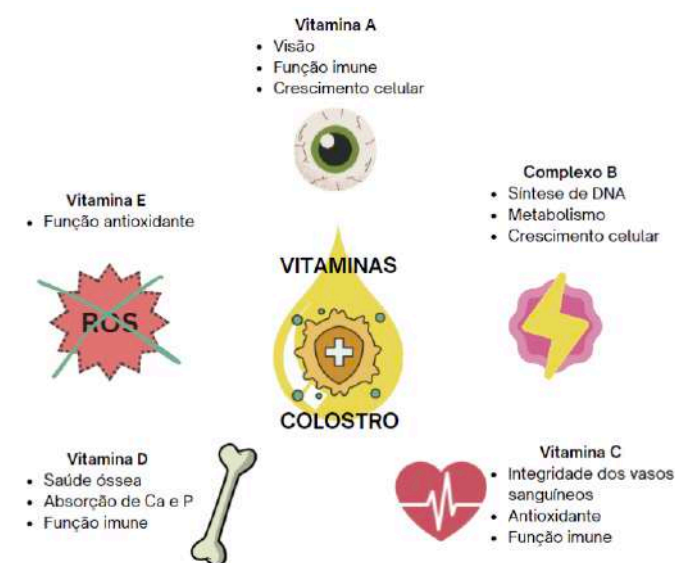 Vitamina A
• Visão
• Função imune
• Crescimento celular
Complexo B
• Síntese de DNA
• Metabolismo
• Crescimento celular
Vitamina E
• Função antioxidante
ROS
VITAMINAS
COLOSTRO
Vitamina D
• Saúde óssea
• Absorção de Ca e P
• Função imune
Vitamina C
• Integridade dos vasos
sanguíneos
• Antioxidante
• Função imune